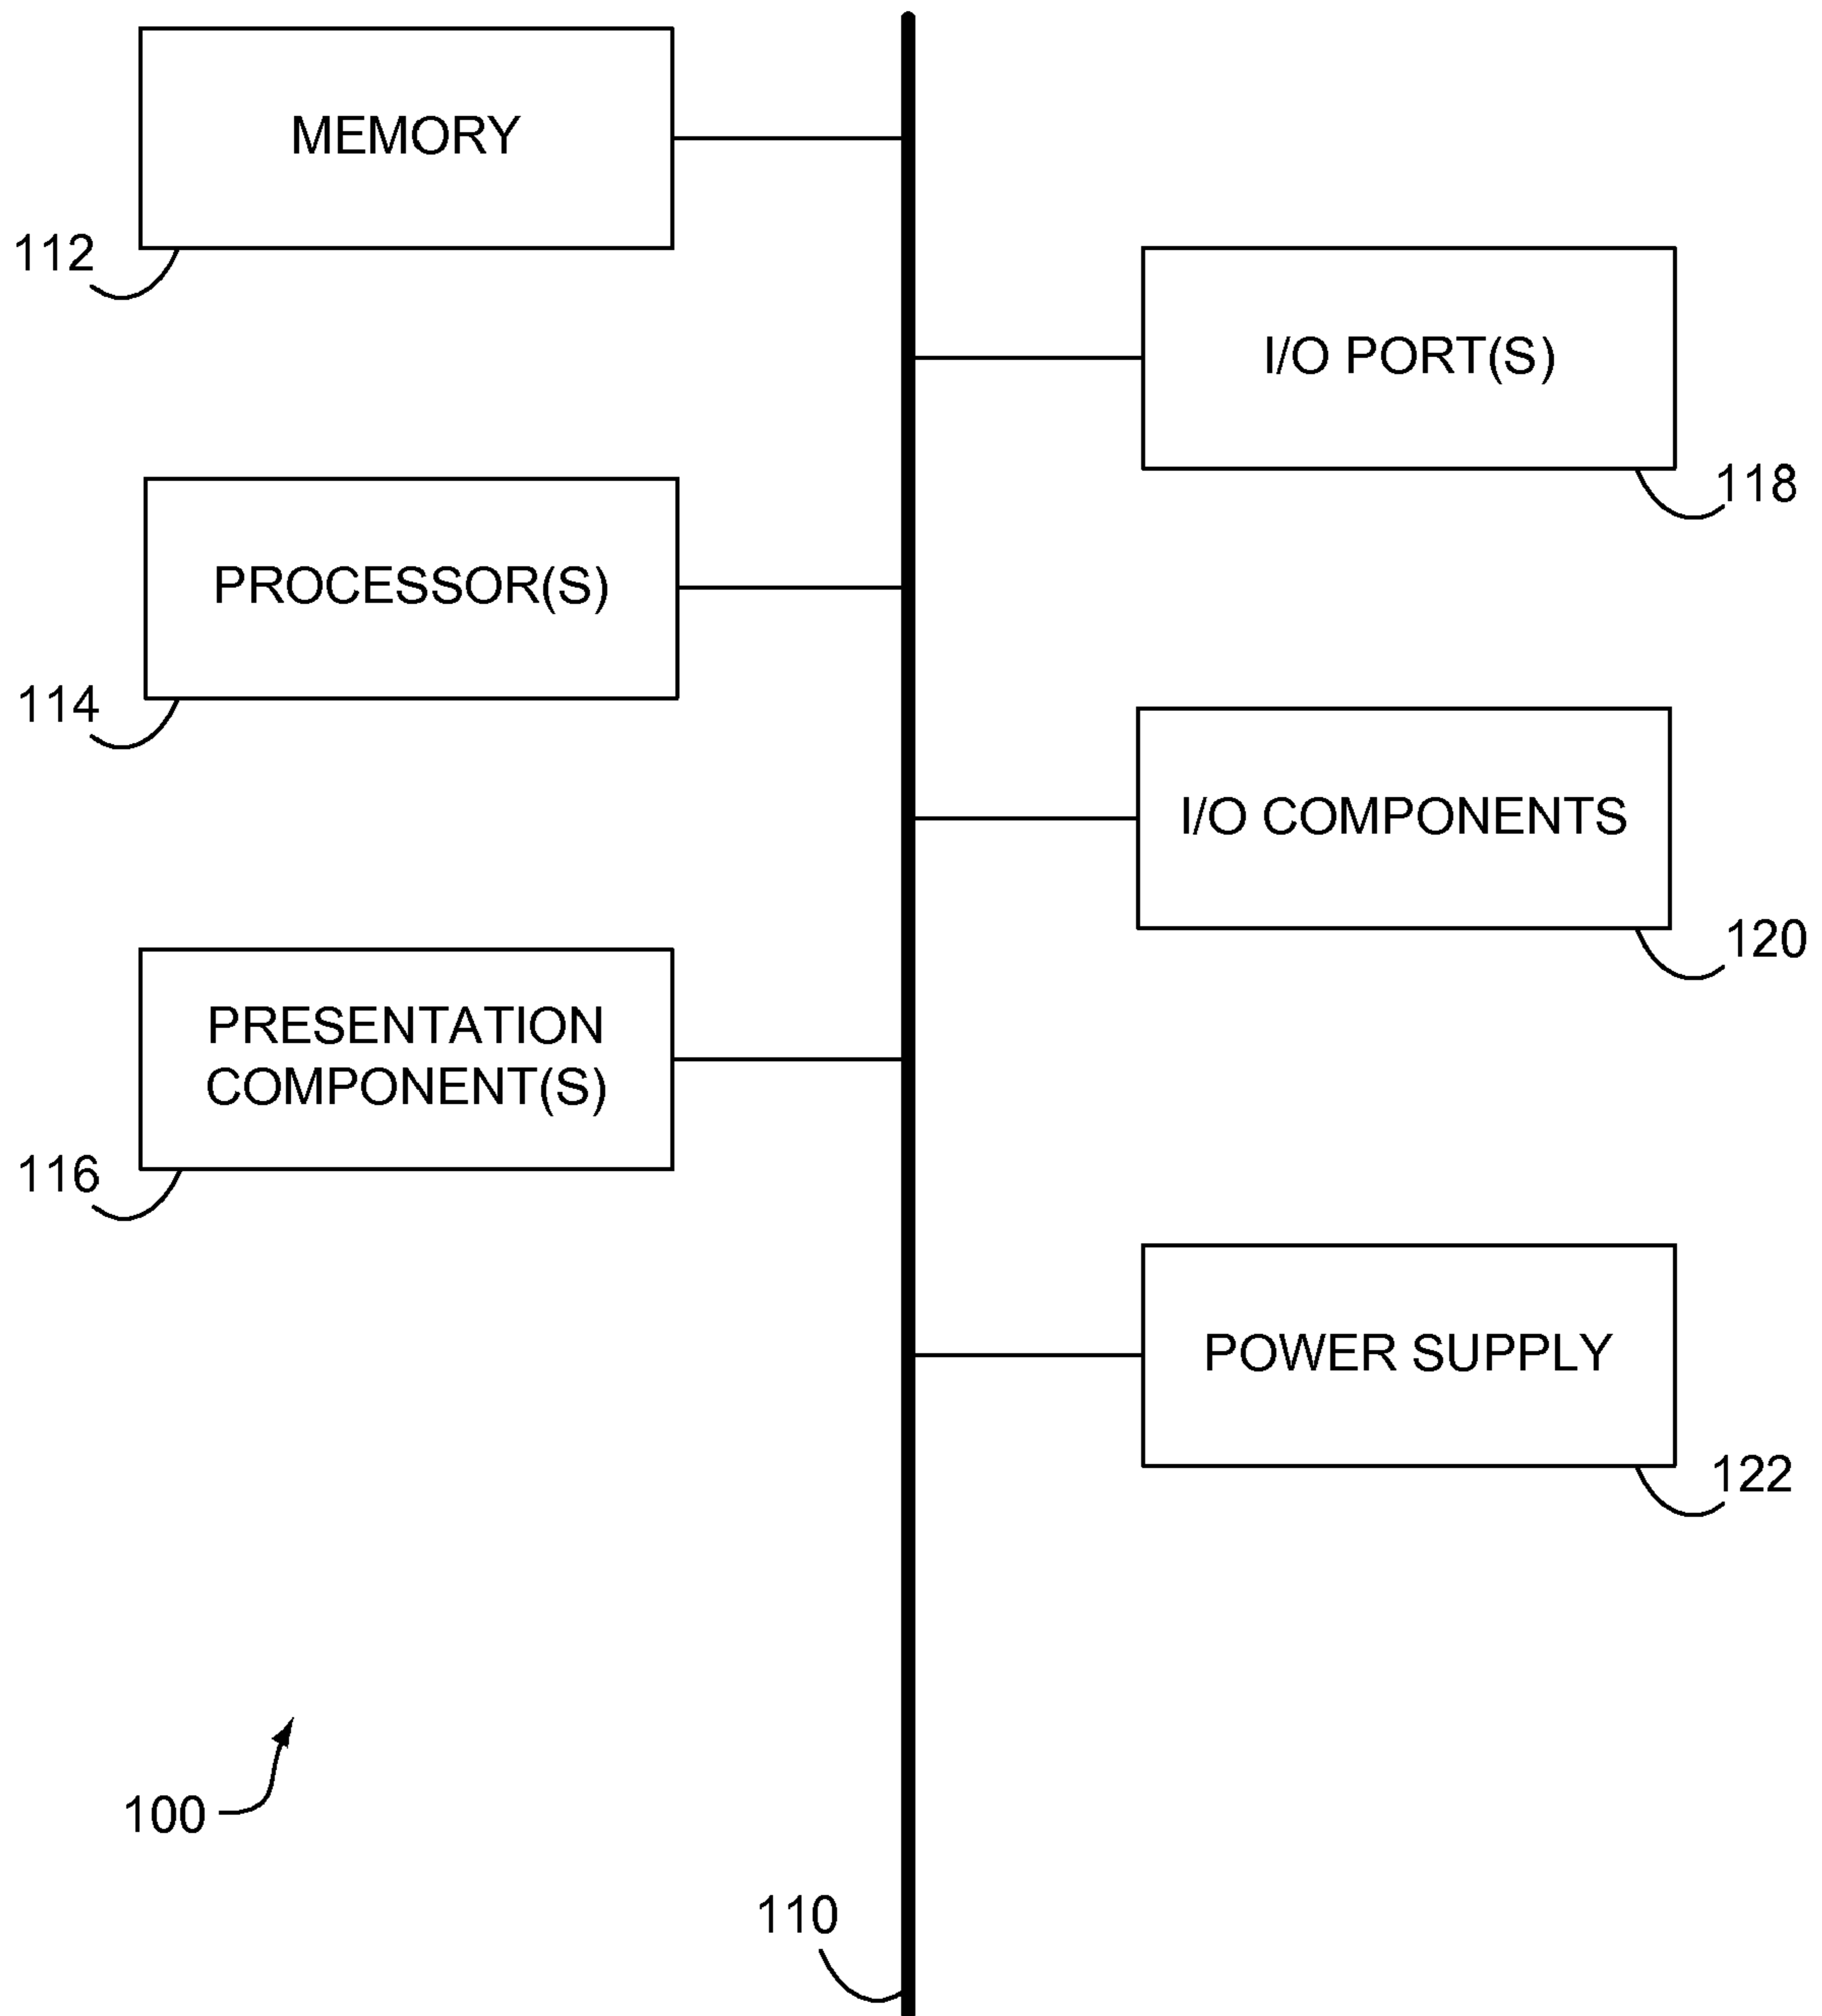 MEMORY
112
I/O PORT(S)
118
PROCESSOR(S)
114
I/O COMPONENTS
120
PRESENTATION
COMPONENT(S)
116
POWER SUPPLY
122
100
110